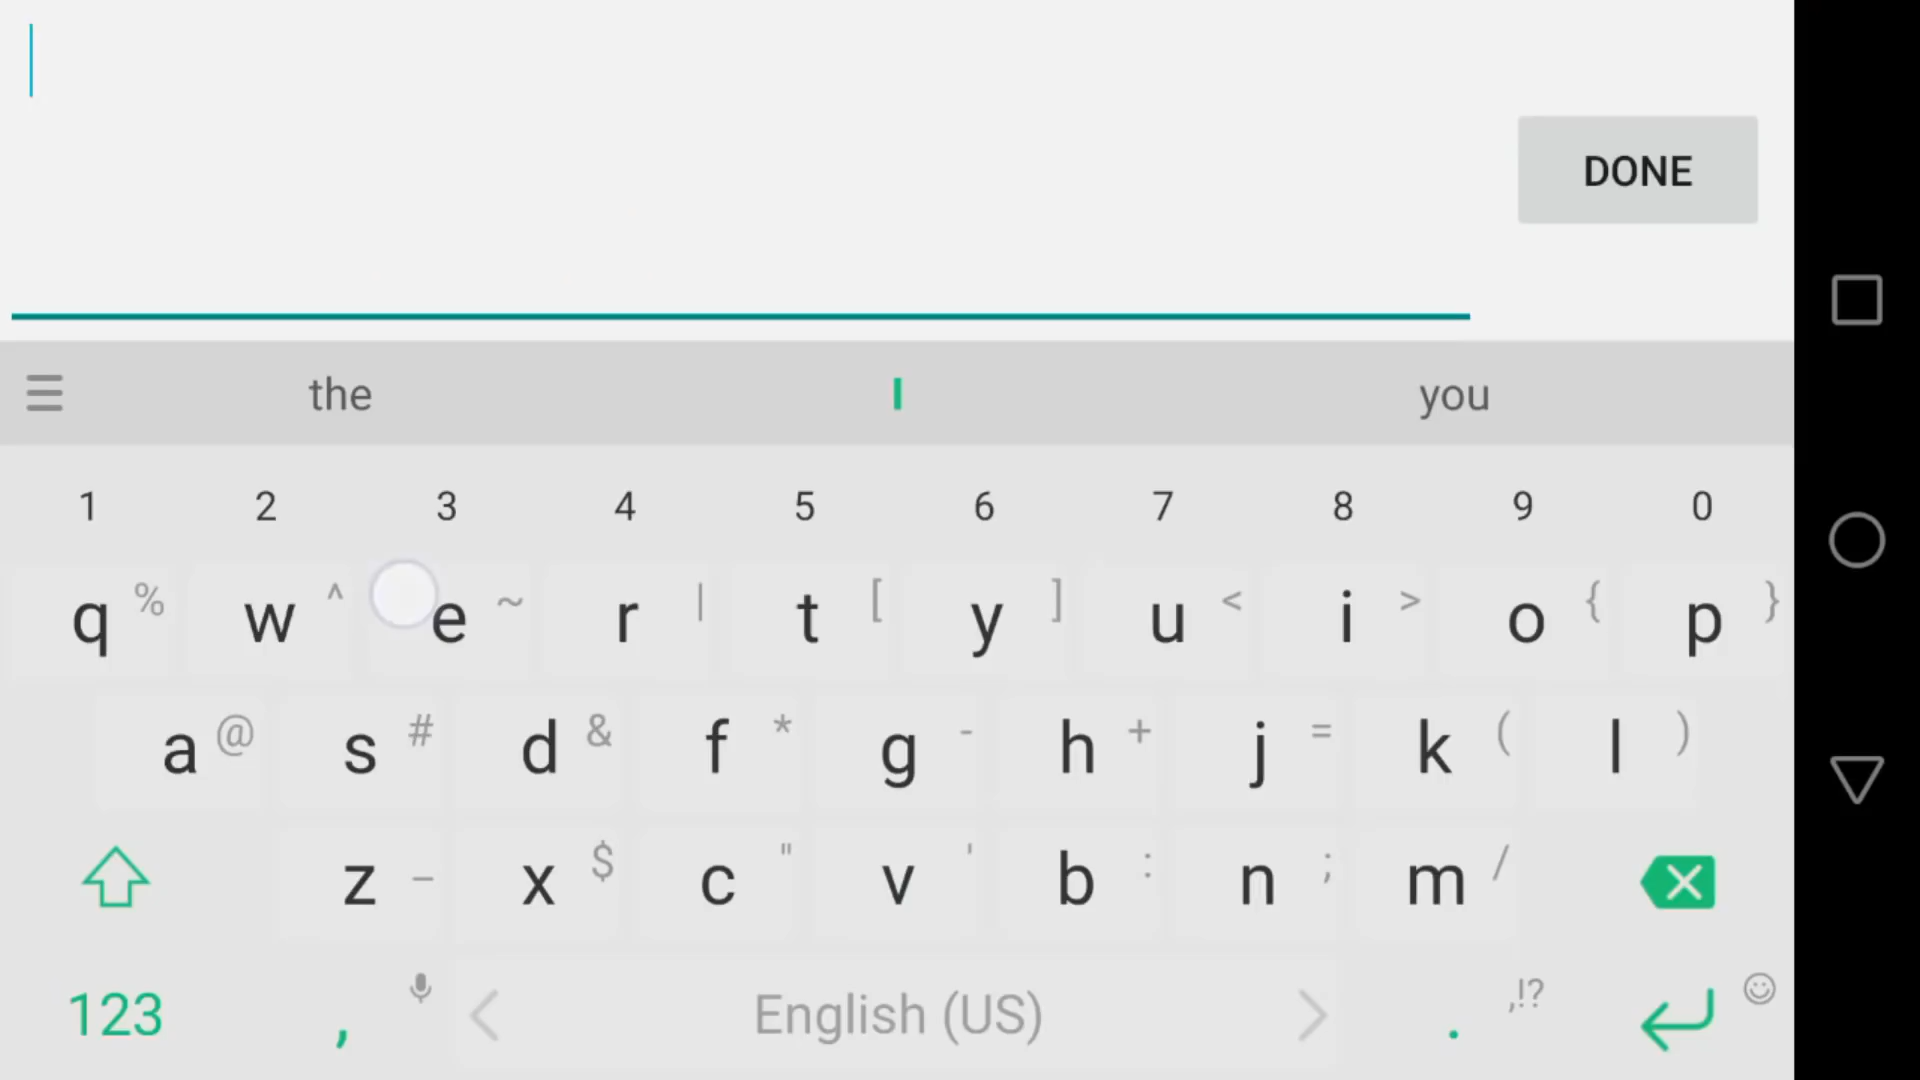 DONE
the I you
1 2 3 4 5 6 7 8 9 0
q % w ^ e ~ r | t [ y ] u < i > o { p }
a @ s # d & f * g - h + j = k ( l )
z _ x $ c " v ' b : n ; m /
123 , < English (US) > . ,!?